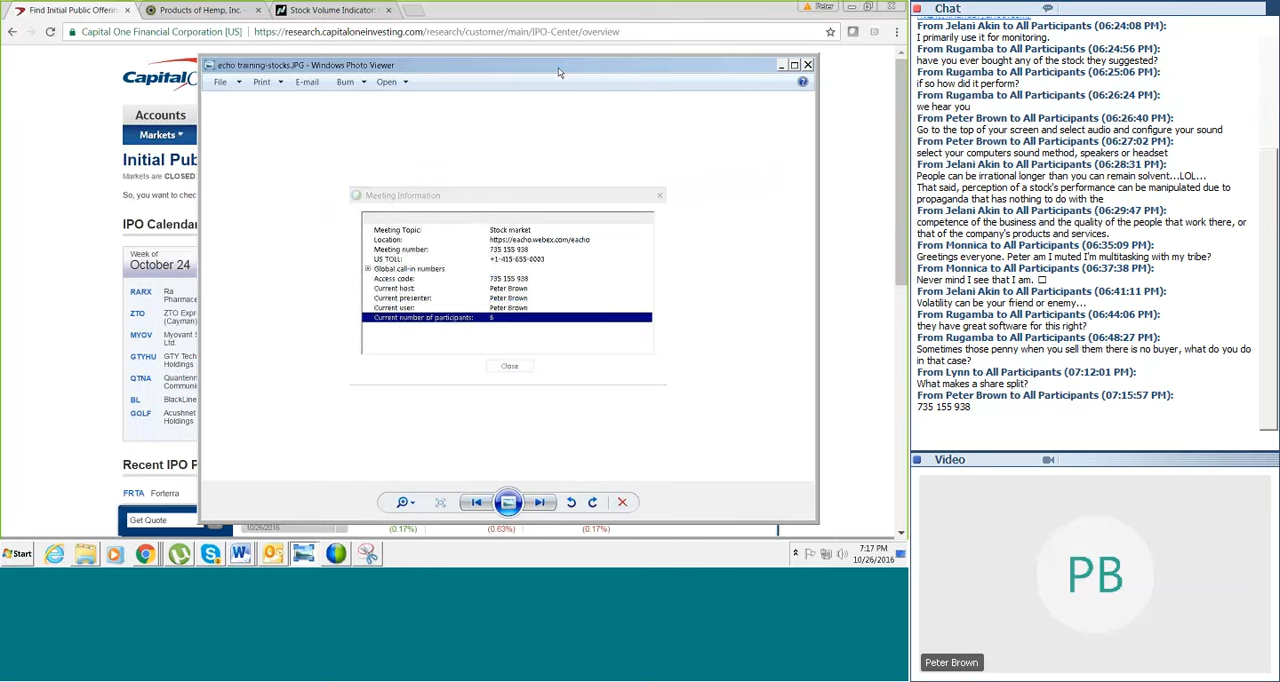 Find Initial Public Offerin
Products of Hemp, Inc.
Stock Volume Indicator:
Peter
Capital One Financial Corporation [US]
https://research.capitaloneinvesting.com/research/customer/main/IPO-Center/overview
Capital
Accounts
Markets
Initial Pub
Markets are CLOSED
So, you want to chec
IPO Calenda
Week of
October 24
RARX Ra
Pharmace
ZTO ZTO Expr
(Cayman)
MYOV Myovant S
Ltd.
GTYHU GTY Tech
Holdings
QTNA Quantenn
Communi
BL BlackLine
GOLF Acushnet
Holdings
Recent IPO P
FRTA Forterra
Get Quote
10/26/2016
(0.17%) (0.63%) (0.17%)
echo training-stocks.JPG - Windows Photo Viewer
File Print E-mail Burn Open
Meeting Information
Meeting Topic: Stock market
Location: https://eacho.webex.com/eacho
Meeting number: 735 155 938
US TOLL: +1-415-655-0003
Global call-in numbers
Access code: 735 155 938
Current host: Peter Brown
Current presenter: Peter Brown
Current user: Peter Brown
Current number of participants: 6
Close
Start
7:17 PM
10/26/2016
Chat
From Jelani Akin to All Participants (06:24:08 PM):
I primarily use it for monitoring.
From Rugamba to All Participants (06:24:56 PM):
have you ever bought any of the stock they suggested?
From Rugamba to All Participants (06:25:06 PM):
if so how did it perform?
From Rugamba to All Participants (06:26:24 PM):
we hear you
From Peter Brown to All Participants (06:26:40 PM):
Go to the top of your screen and select audio and configure your sound
From Peter Brown to All Participants (06:27:02 PM):
select your computers sound method, speakers or headset
From Jelani Akin to All Participants (06:28:31 PM):
People can be irrational longer than you can remain solvent...LOL...
That said, perception of a stock's performance can be manipulated due to
propaganda that has nothing to do with the
From Jelani Akin to All Participants (06:29:47 PM):
competence of the business and the quality of the people that work there, or
that of the company's products and services.
From Monnica to All Participants (06:35:09 PM):
Greetings everyone. Peter am I muted I'm multitasking with my tribe?
From Monnica to All Participants (06:37:38 PM):
Never mind I see that I am. □
From Jelani Akin to All Participants (06:41:11 PM):
Volatility can be your friend or enemy...
From Rugamba to All Participants (06:44:06 PM):
they have great software for this right?
From Rugamba to All Participants (06:48:27 PM):
Sometimes those penny when you sell them there is no buyer, what do you do
in that case?
From Lynn to All Participants (07:12:01 PM):
What makes a share split?
From Peter Brown to All Participants (07:15:57 PM):
735 155 938
Video
PB
Peter Brown